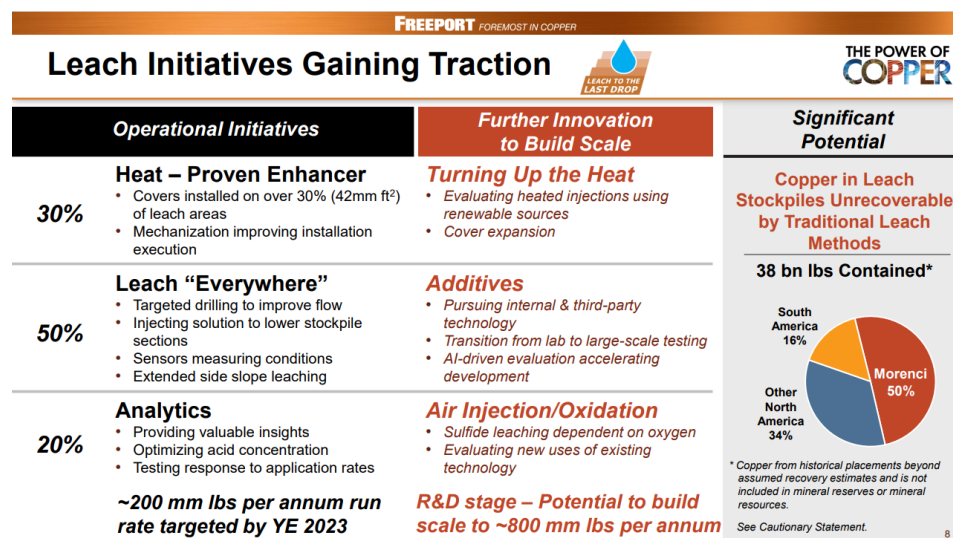 FREEPORT FOREMOST IN COPPER
Leach Initiatives Gaining Traction
LEACH TO THE
LAST DROP
THE POWER OF
COPPER
Operational Initiatives
Further Innovation
to Build Scale
Significant
Potential
30%
Heat – Proven Enhancer
• Covers installed on over 30% (42mm ft²)
of leach areas
• Mechanization improving installation
execution
Turning Up the Heat
• Evaluating heated injections using
renewable sources
• Cover expansion
50%
Leach “Everywhere”
• Targeted drilling to improve flow
• Injecting solution to lower stockpile
sections
• Sensors measuring conditions
• Extended side slope leaching
Additives
• Pursuing internal & third-party
technology
• Transition from lab to large-scale testing
• AI-driven evaluation accelerating
development
20%
Analytics
• Providing valuable insights
• Optimizing acid concentration
• Testing response to application rates
Air Injection/Oxidation
• Sulfide leaching dependent on oxygen
• Evaluating new uses of existing
technology
~200 mm lbs per annum run
rate targeted by YE 2023
R&D stage – Potential to build
scale to ~800 mm lbs per annum
Copper in Leach
Stockpiles Unrecoverable
by Traditional Leach
Methods
38 bn lbs Contained*
South
America
16%
Morenci
50%
Other
North
America
34%
* Copper from historical placements beyond
assumed recovery estimates and is not
included in mineral reserves or mineral
resources.
See Cautionary Statement.
8